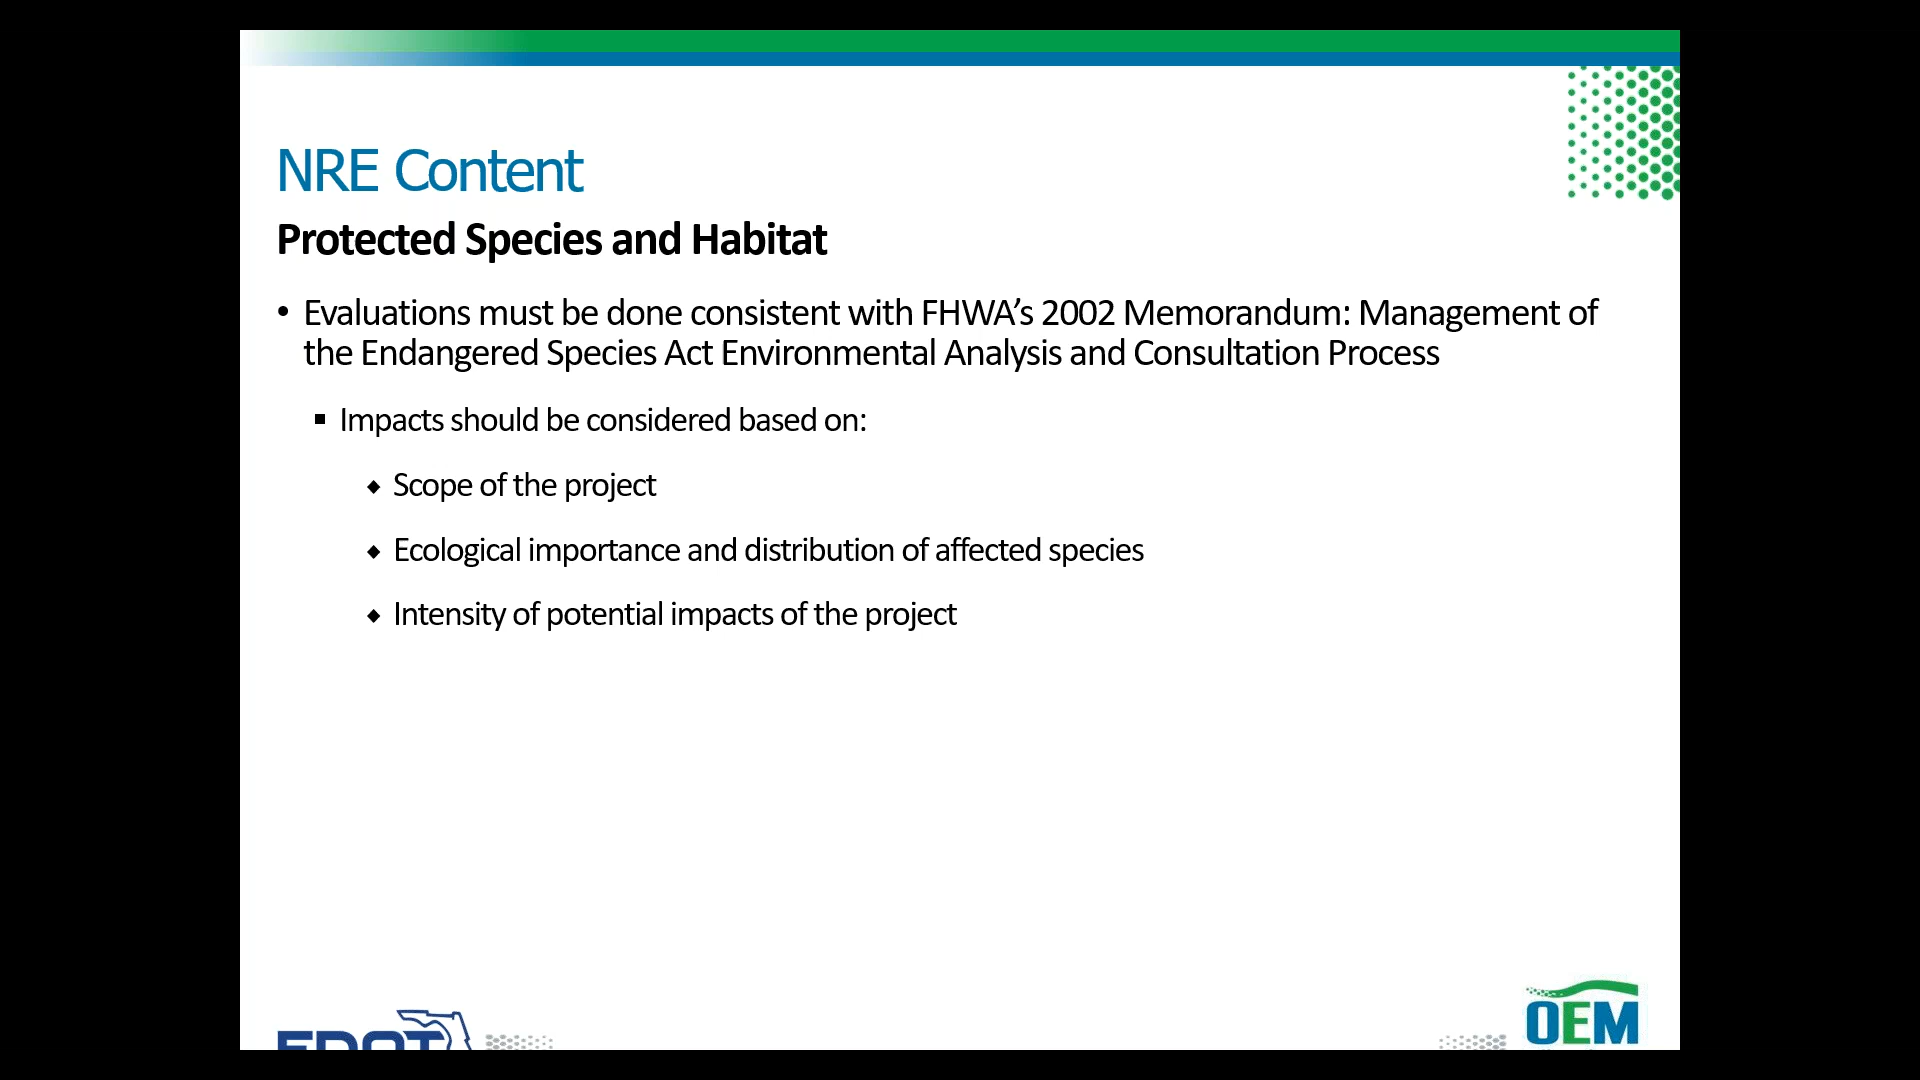 NRE Content
Protected Species and Habitat
• Evaluations must be done consistent with FHWA’s 2002 Memorandum: Management of
the Endangered Species Act Environmental Analysis and Consultation Process
▪ Impacts should be considered based on:
⬥ Scope of the project
⬥ Ecological importance and distribution of affected species
⬥ Intensity of potential impacts of the project
FDOT
OEM